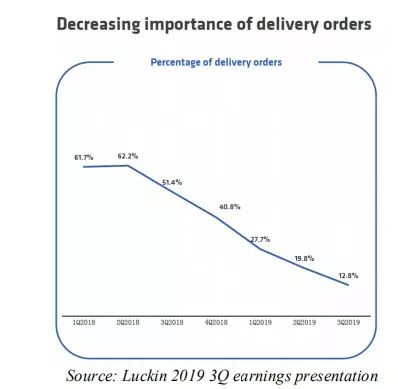 Decreasing importance of delivery orders
Percentage of delivery orders
61.7%
62.2%
51.4%
40.8%
27.7%
19.8%
12.8%
1Q2018 2Q2018 3Q2018 4Q2018 1Q2019 2Q2019 3Q2019
Source: Luckin 2019 3Q earnings presentation